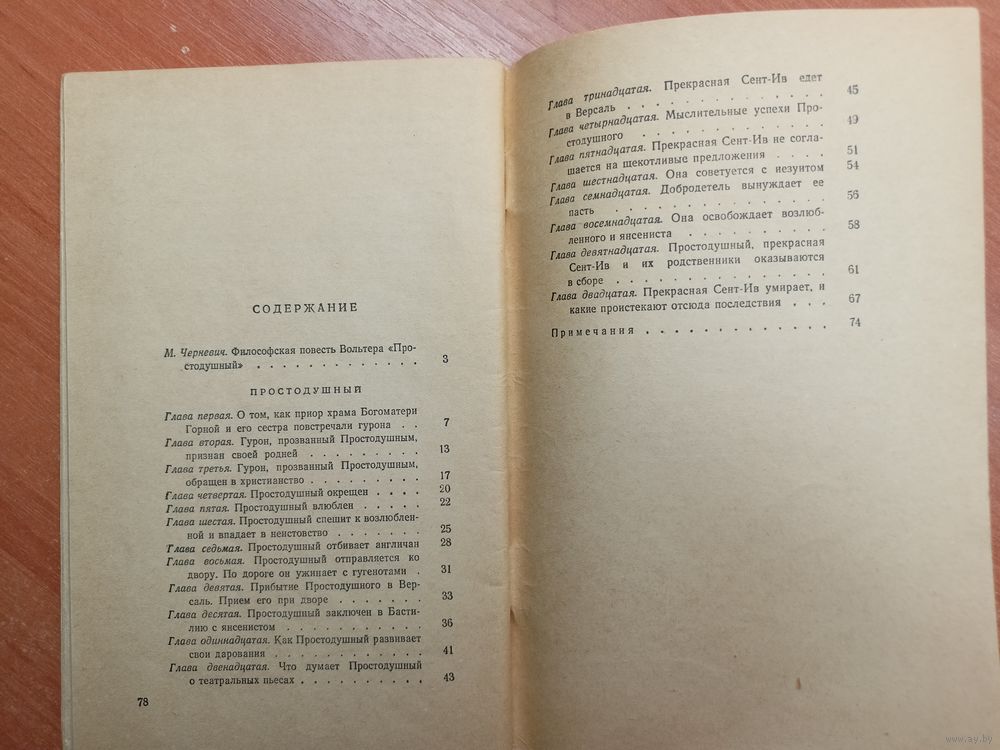 СОДЕРЖАНИЕ
М. Черневич. Философская повесть Вольтера «Про-
стодушный» . . . . . . . . . . . . . 3
ПРОСТОДУШНЫЙ
Глава первая. О том, как приор храма Богоматери
Горной и его сестра повстречали гурона . . 7
Глава вторая. Гурон, прозванный Простодушным,
признан своей родней . . . . . . . . . 13
Глава третья. Гурон, прозванный Простодушным,
обращен в христианство . . . . . . . . . 17
Глава четвертая. Простодушный окрещен . . . . 20
Глава пятая. Простодушный влюблен . . . . . 22
Глава шестая. Простодушный спешит к возлюблен-
ной и впадает в неистовство . . . . . . . 25
Глава седьмая. Простодушный отбивает англичан 28
Глава восьмая. Простодушный отправляется ко
двору. По дороге он ужинает с гугенотами . 31
Глава девятая. Прибытие Простодушного в Вер-
саль. Прием его при дворе . . . . . . . 33
Глава десятая. Простодушный заключен в Басти-
лию с янсенистом . . . . . . . . . . . 36
Глава одиннадцатая. Как Простодушный развивает
свои дарования . . . . . . . . . . . . 41
Глава двенадцатая. Что думает Простодушный
о театральных пьесах . . . . . . . . . . 43
78
Глава тринадцатая. Прекрасная Сент-Ив едет
в Версаль . . . . . . . . . . . . . 45
Глава четырнадцатая. Мыслительные успехи Про-
стодушного . . . . . . . . . . . . 49
Глава пятнадцатая. Прекрасная Сент-Ив не согла-
шается на щекотливые предложения . . . . 51
Глава шестнадцатая. Она советуется с иезуитом 54
Глава семнадцатая. Добродетель вынуждает ее
пасть . . . . . . . . . . . . . . 56
Глава восемнадцатая. Она освобождает возлюб-
ленного и янсениста . . . . . . . . . 58
Глава девятнадцатая. Простодушный, прекрасная
Сент-Ив и их родственники оказываются
в сборе . . . . . . . . . . . . . . 61
Глава двадцатая. Прекрасная Сент-Ив умирает, и
какие проистекают отсюда последствия . . . 67
Примечания . . . . . . . . . . . . . 74
www.ay.by